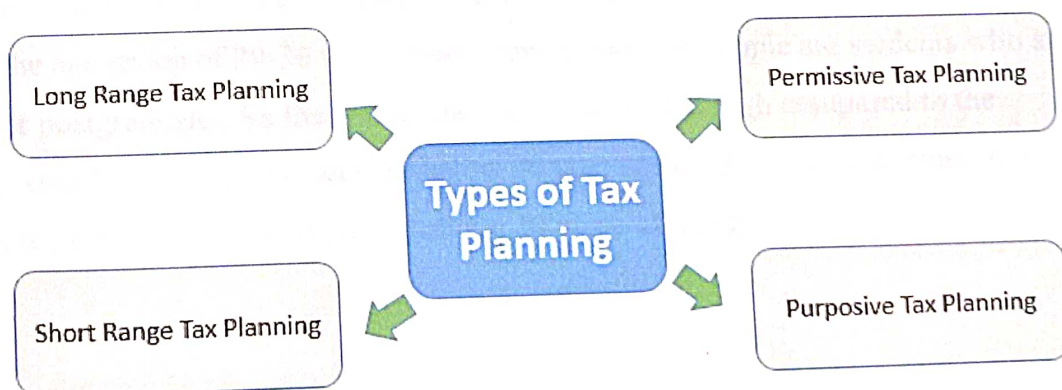 Long Range Tax Planning
Permissive Tax Planning
Types of Tax
Planning
Short Range Tax Planning
Purposive Tax Planning